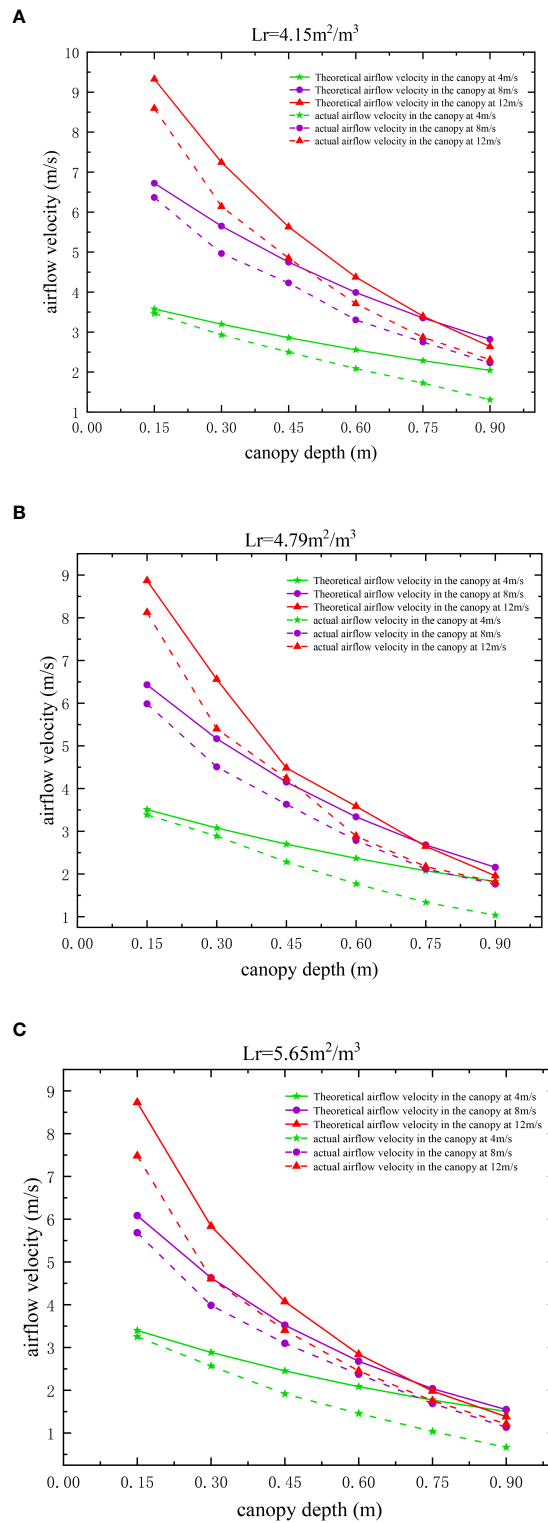 A
Lr=4.15m²/m³
Theoretical airflow velocity in the canopy at 4m/s
Theoretical airflow velocity in the canopy at 8m/s
Theoretical airflow velocity in the canopy at 12m/s
actual airflow velocity in the canopy at 4m/s
actual airflow velocity in the canopy at 8m/s
actual airflow velocity in the canopy at 12m/s
airflow velocity (m/s)
10
9
8
7
6
5
4
3
2
1
0.00 0.15 0.30 0.45 0.60 0.75 0.90
canopy depth (m)
B
Lr=4.79m²/m³
Theoretical airflow velocity in the canopy at 4m/s
Theoretical airflow velocity in the canopy at 8m/s
Theoretical airflow velocity in the canopy at 12m/s
actual airflow velocity in the canopy at 4m/s
actual airflow velocity in the canopy at 8m/s
actual airflow velocity in the canopy at 12m/s
airflow velocity (m/s)
9
8
7
6
5
4
3
2
1
0.00 0.15 0.30 0.45 0.60 0.75 0.90
canopy depth (m)
C
Lr=5.65m²/m³
Theoretical airflow velocity in the canopy at 4m/s
Theoretical airflow velocity in the canopy at 8m/s
Theoretical airflow velocity in the canopy at 12m/s
actual airflow velocity in the canopy at 4m/s
actual airflow velocity in the canopy at 8m/s
actual airflow velocity in the canopy at 12m/s
airflow velocity (m/s)
9
8
7
6
5
4
3
2
1
0.00 0.15 0.30 0.45 0.60 0.75 0.90
canopy depth (m)